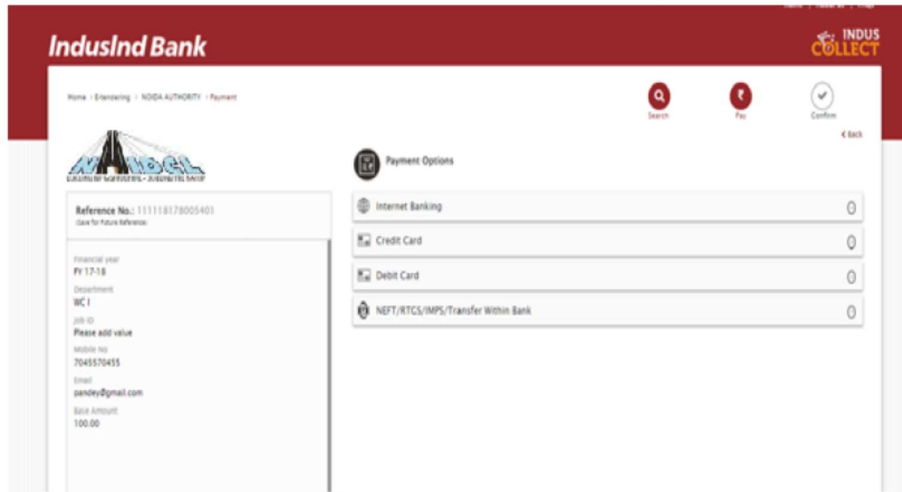 IndusInd Bank
INDUS
COLLECT
Home > Etendering > NOIDA AUTHORITY > Payment
Search
Pay
Confirm
< Back
Payment Options
Reference No.: 111118178005401
(Save for Future Reference)
Internet Banking
Credit Card
Debit Card
NEFT/RTGS/IMPS/Transfer Within Bank
Financial year
FY 17-18
Department
WC I
Job ID
Please add value
Mobile No
7045570455
Email
pandey@gmail.com
Base Amount
100.00